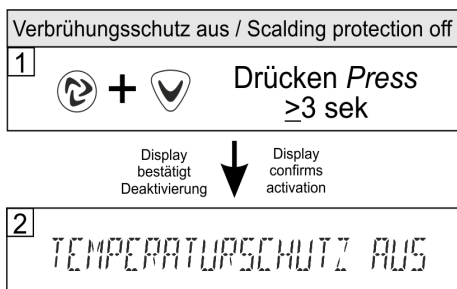 Verbrühungsschutz aus / Scalding protection off
1
+
Drücken Press
≥3 sek
Display
bestätigt
Deaktivierung
Display
confirms
activation
2
TEMPERATURSCHUTZ AUS